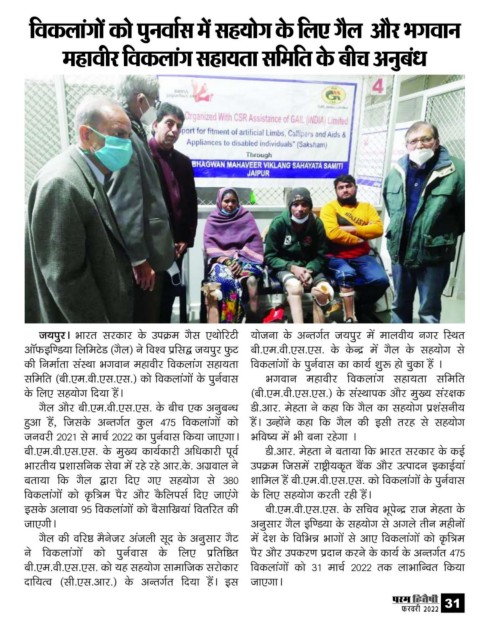 विकलांगों को पुनर्वास में सहयोग के लिए गैल और भगवान
महावीर विकलांग सहायता समिति के बीच अनुबंध
4
Organized With CSR Assistance of GAIL (INDIA) Limited
port for fitment of artificial Limbs, Callipers and Aids &
Appliances to disabled individuals" (Saksham)
Through
BHAGWAN MAHAVEER VIKLANG SAHAYATA SAMITI
JAIPUR
जयपुर। भारत सरकार के उपक्रम गैस एथोरिटी
ऑफइण्डिया लिमिटेड (गैल) ने विश्व प्रसिद्व जयपुर फुट
की निर्माता संस्था भगवान महावीर विकलांग सहायता
समिति (बी.एम.वी.एस.एस.) को विकलांगों के पुर्नवास
के लिए सहयोग दिया हैं।
गैल और बी.एम.वी.एस.एस. के बीच एक अनुबन्ध
हुआ हैं, जिसके अन्तर्गत कुल 475 विकलांगों को
जनवरी 2021 से मार्च 2022 का पुर्नवास किया जाएगा।
बी.एम.वी.एस.एस. के मुख्य कार्यकारी अधिकारी पूर्व
भारतीय प्रशासनिक सेवा में रहे रहे आर.के. अग्रवाल ने
बताया कि गैल द्वारा दिए गए सहयोग से 380
विकलांगों को कृत्रिम पैर और कैलिपर्स दिए जाएंगे
इसके अलावा 95 विकलांगों को बैसाखियां वितरित की
जाएगी।
गैल की वरिष्ठ मैनेजर अंजली सूद के अनुसार गैट
ने विकलांगों को पुर्नवास के लिए प्रतिष्ठित
बी.एम.वी.एस.एस. को यह सहयोग सामाजिक सरोकार
दायित्व (सी.एस.आर.) के अन्तर्गत दिया हैं। इस
योजना के अन्तर्गत जयपुर में मालवीय नगर स्थित
बी.एम.वी.एस.एस. के केन्द्र में गैल के सहयोग से
विकलांगों के पुर्नवास का कार्य शुरू हो चुका हैं ।
भगवान महावीर विकलांग सहायता समिति
(बी.एम.वी.एस.एस.) के संस्थापक और मुख्य संरक्षक
डी.आर. मेहता ने कहा कि गैल का सहयोग प्रशंसनीय
हैं। उन्होंने कहा कि गैल की इसी तरह से सहयोग
भविष्य में भी बना रहेगा ।
डी.आर. मेहता ने बताया कि भारत सरकार के कई
उपक्रम जिसमें राष्ट्रीयकृत बैंक और उत्पादन इकाईयां
शामिल हैं बी.एम.वी.एस.एस. को विकलांगों के पुर्नवास
के लिए सहयोग करती रही हैं।
बी.एम.वी.एस.एस. के सचिव भूपेन्द्र राज मेहता के
अनुसार गैल इण्डिया के सहयोग से अगले तीन महीनों
में देश के विभिन्न भागों से आए विकलांगों को कृत्रिम
पैर और उपकरण प्रदान करने के कार्य के अन्तर्गत 475
विकलांगों को 31 मार्च 2022 तक लाभान्वित किया
जाएगा।
परम हितैषी
फरवरी 2022 31